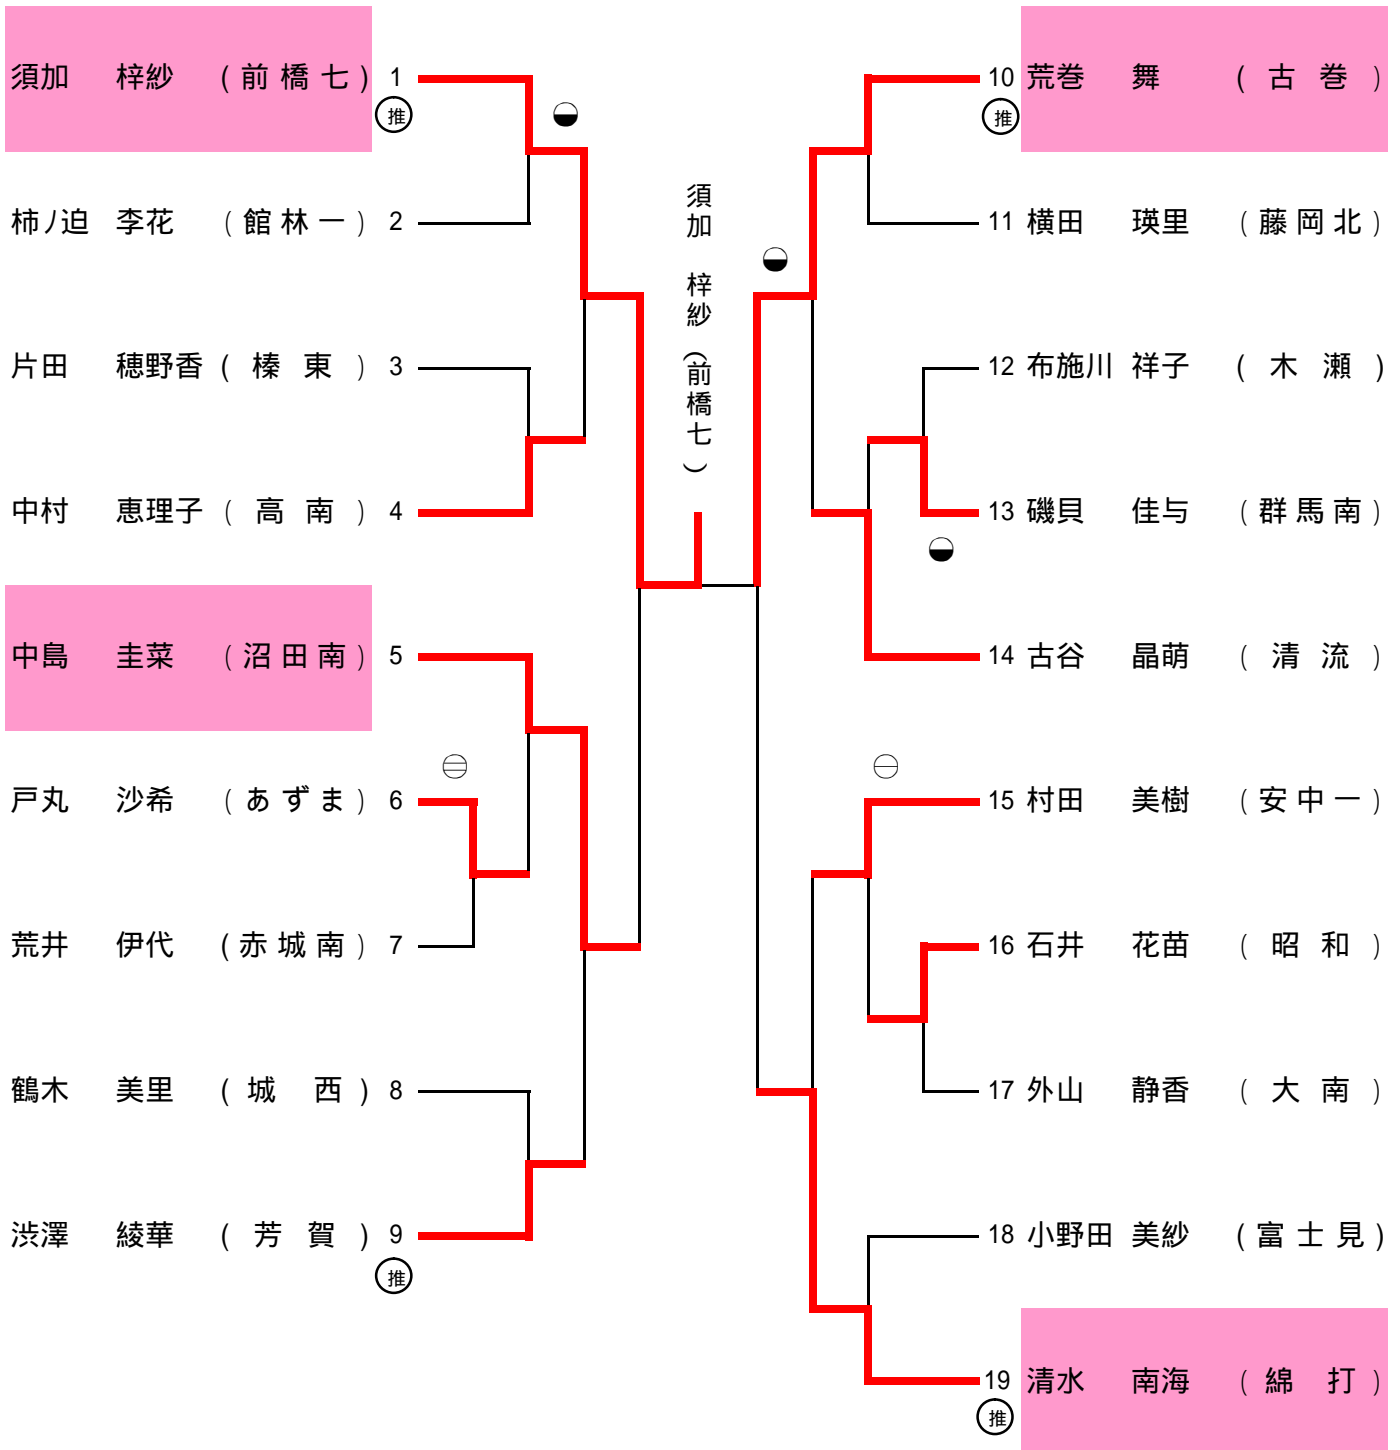 須加 梓紗 (前橋七) 1
推
柿ノ迫 李花 (館林一) 2
片田 穂野香 (榛東) 3
中村 恵理子 (高南) 4
中島 圭菜 (沼田南) 5
戸丸 沙希 (あずま) 6
荒井 伊代 (赤城南) 7
鶴木 美里 (城西) 8
渋澤 綾華 (芳賀) 9
推
須加 梓紗 (前橋七)
10 荒巻 舞 (古巻)
推
11 横田 瑛里 (藤岡北)
12 布施川 祥子 (木瀬)
13 磯貝 佳与 (群馬南)
14 古谷 晶萌 (清流)
15 村田 美樹 (安中一)
16 石井 花苗 (昭和)
17 外山 静香 (大南)
18 小野田 美紗 (富士見)
19 清水 南海 (綿打)
推